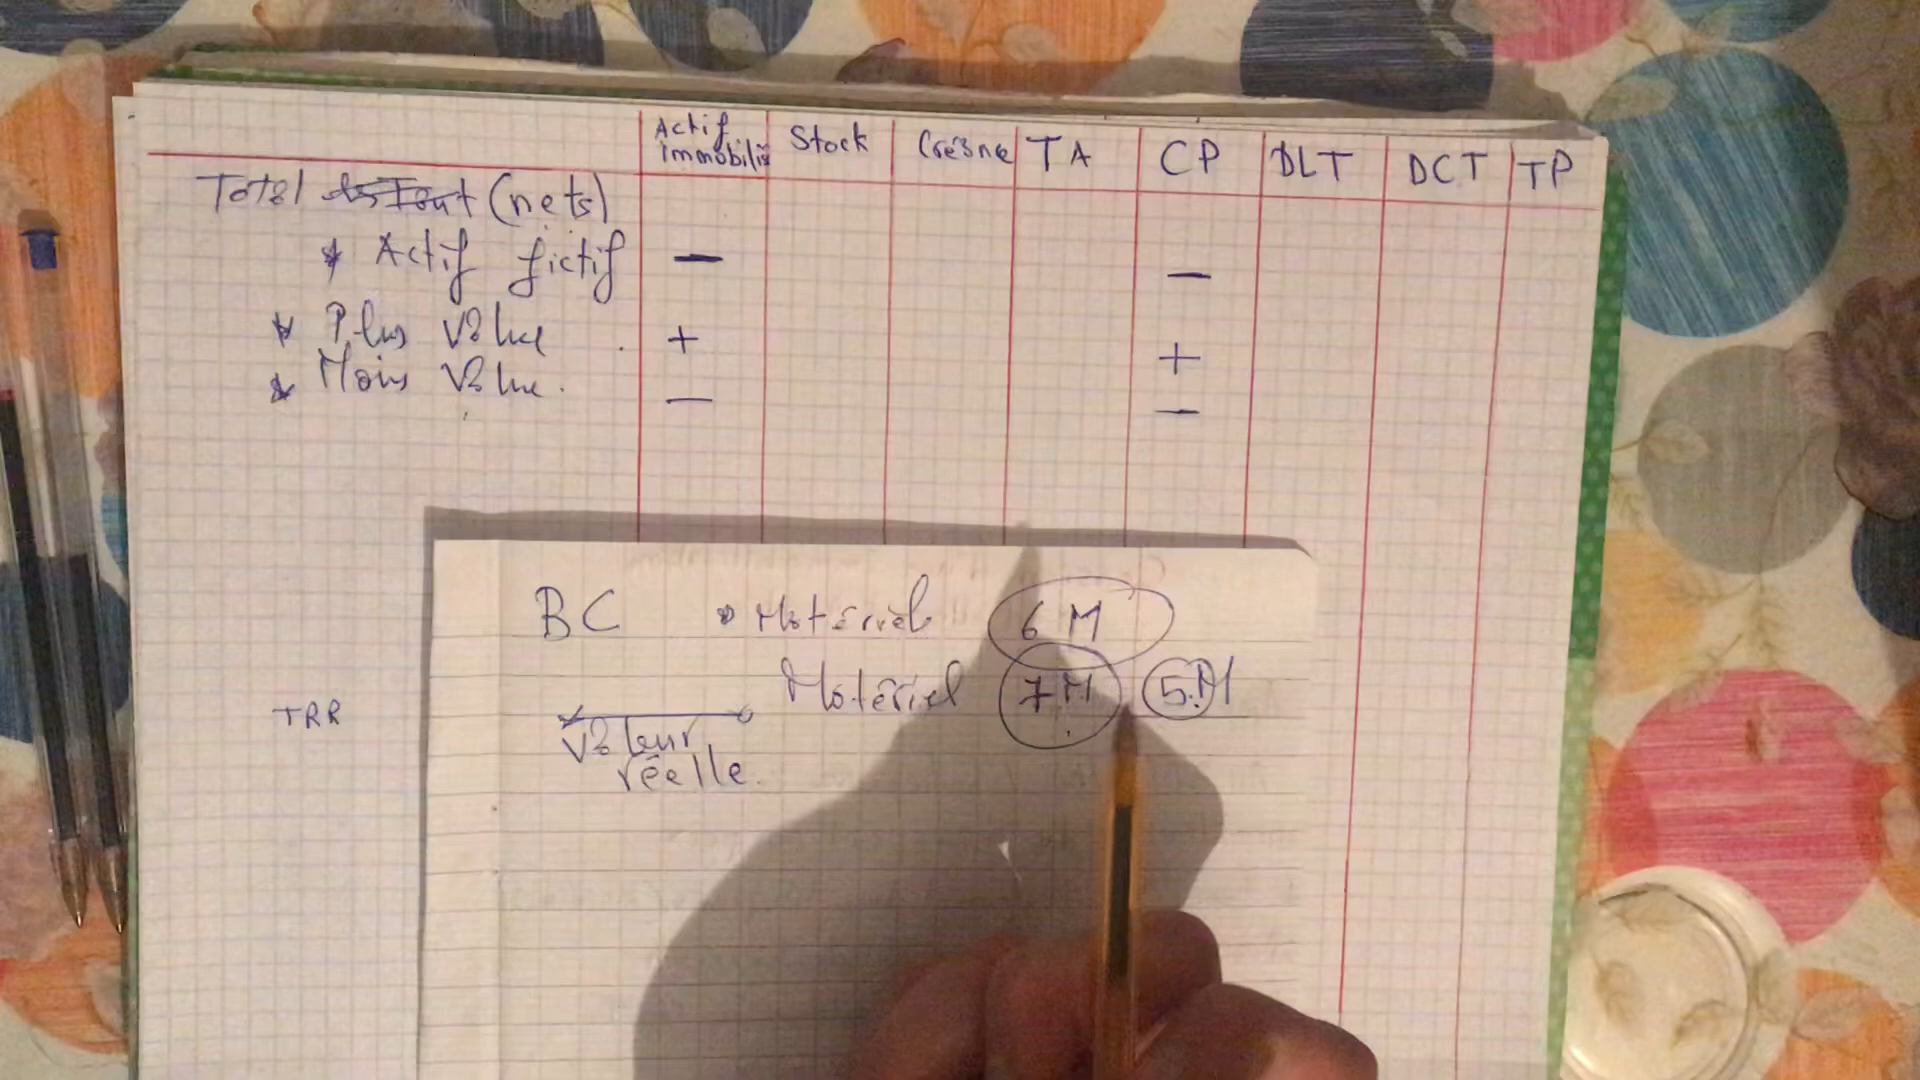 Actif immobilis Stock Créance TA CP DLT DCT TP
Total (nets)
* Actif fictif — —
* Plus Value + +
* Moins Value. — —
BC • Matériel 6 M
Matériel 7 M 5.M
TRR
Valeur réelle.